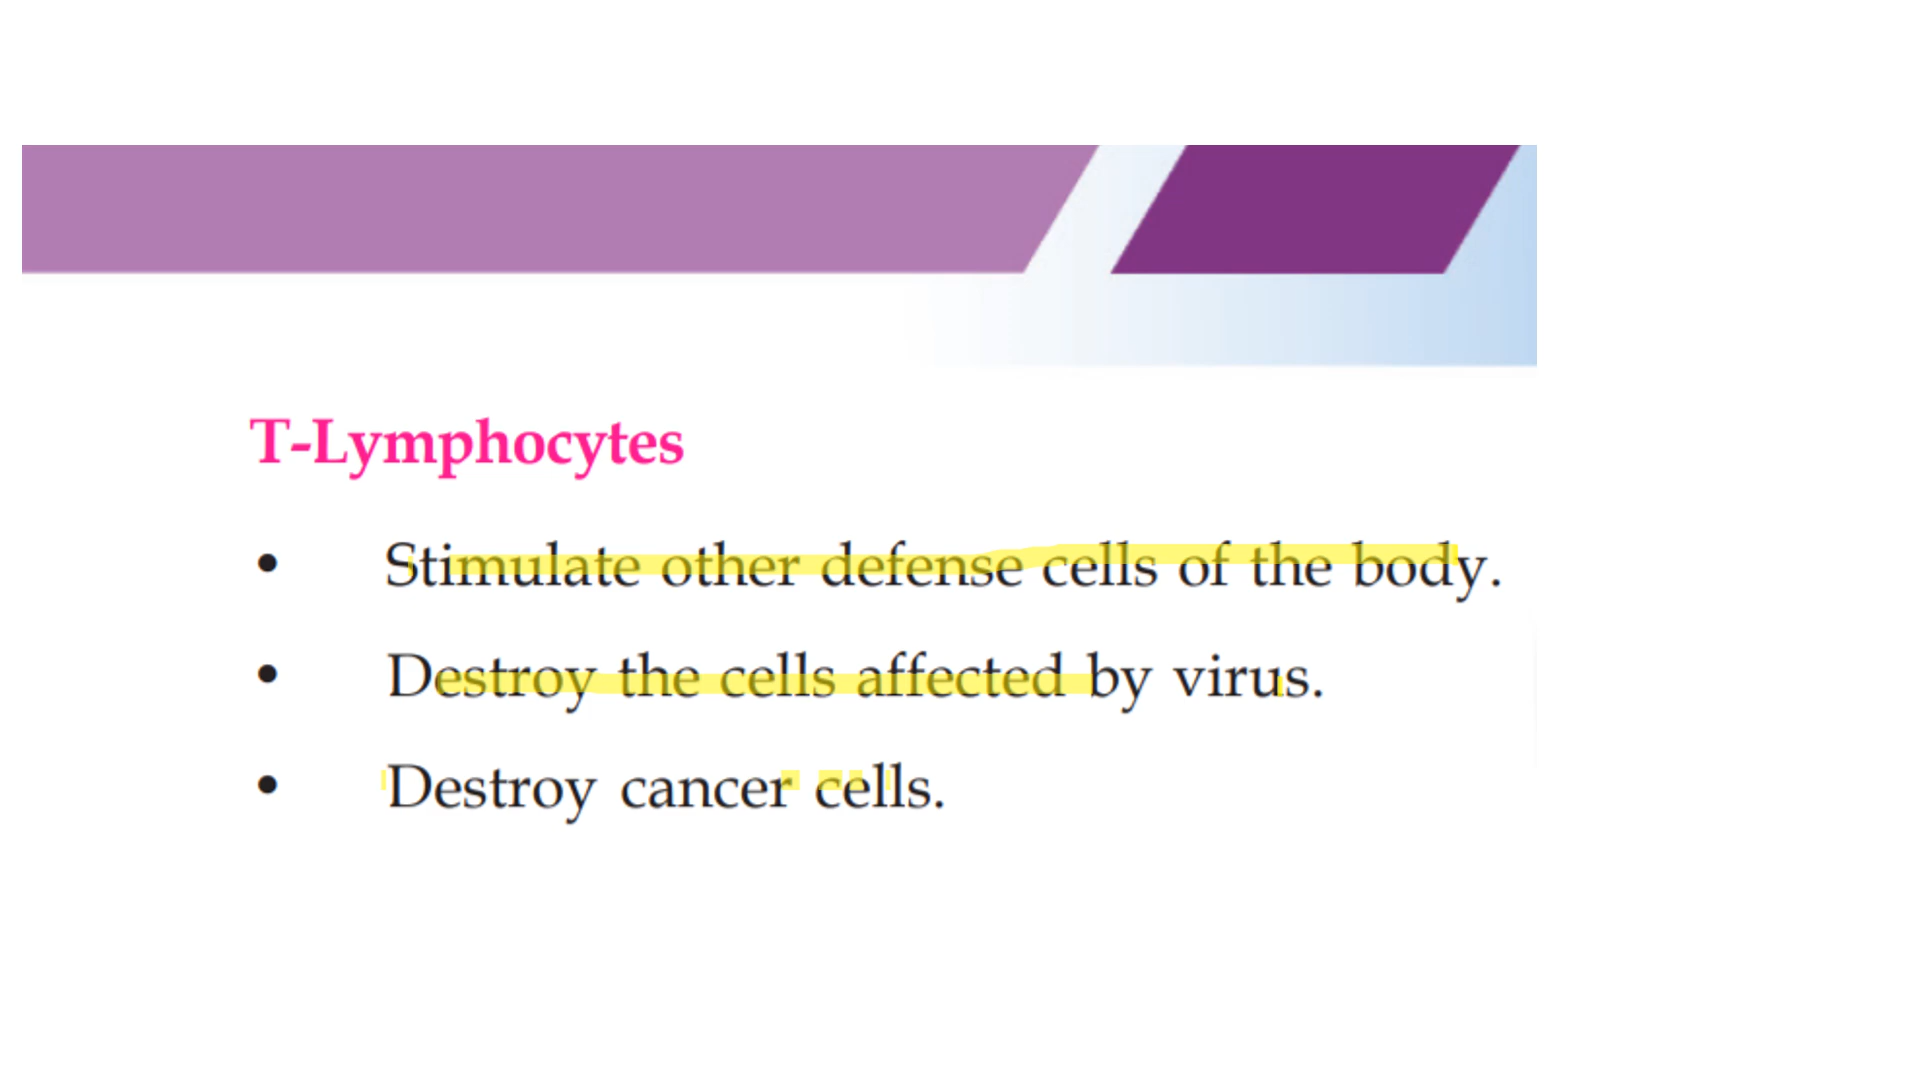 T-Lymphocytes
• Stimulate other defense cells of the body.
• Destroy the cells affected by virus.
• Destroy cancer cells.